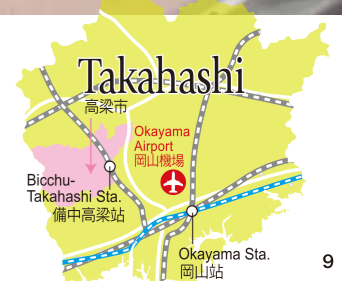 Takahashi
高梁市
Okayama
Airport
岡山機場
Bicchu-
Takahashi Sta.
備中高梁站
Okayama Sta.
岡山站
9